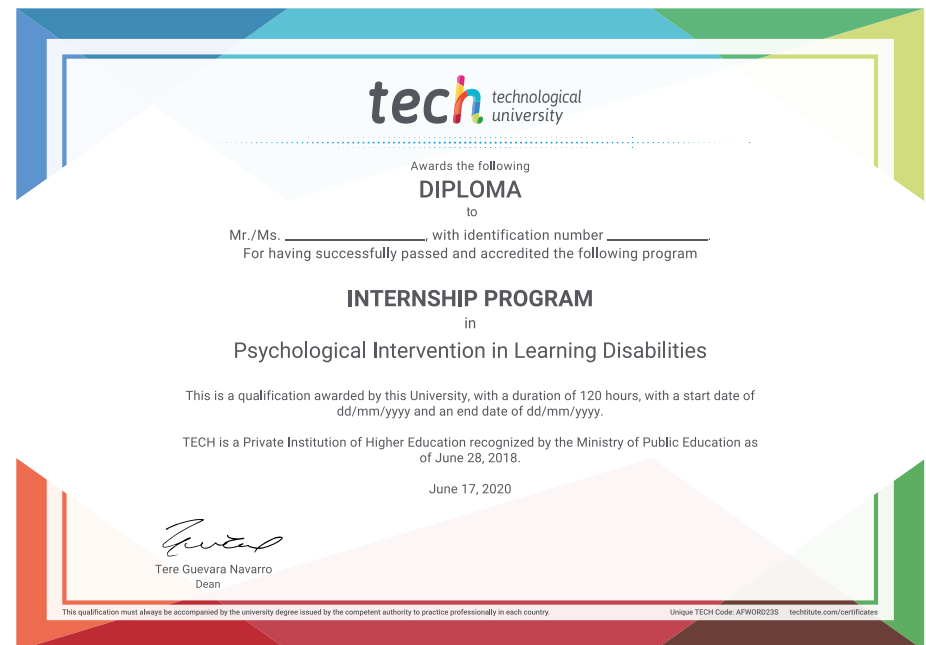 tech technological
university
Awards the following
DIPLOMA
to
Mr./Ms. ____________________, with identification number ______________.
For having successfully passed and accredited the following program
INTERNSHIP PROGRAM
in
Psychological Intervention in Learning Disabilities
This is a qualification awarded by this University, with a duration of 120 hours, with a start date of
dd/mm/yyyy and an end date of dd/mm/yyyy.
TECH is a Private Institution of Higher Education recognized by the Ministry of Public Education as
of June 28, 2018.
June 17, 2020
Tere Guevara Navarro
Dean
This qualification must always be accompanied by the university degree issued by the competent authority to practice professionally in each country. Unique TECH Code: AFWORD23S techtitute.com/certificates